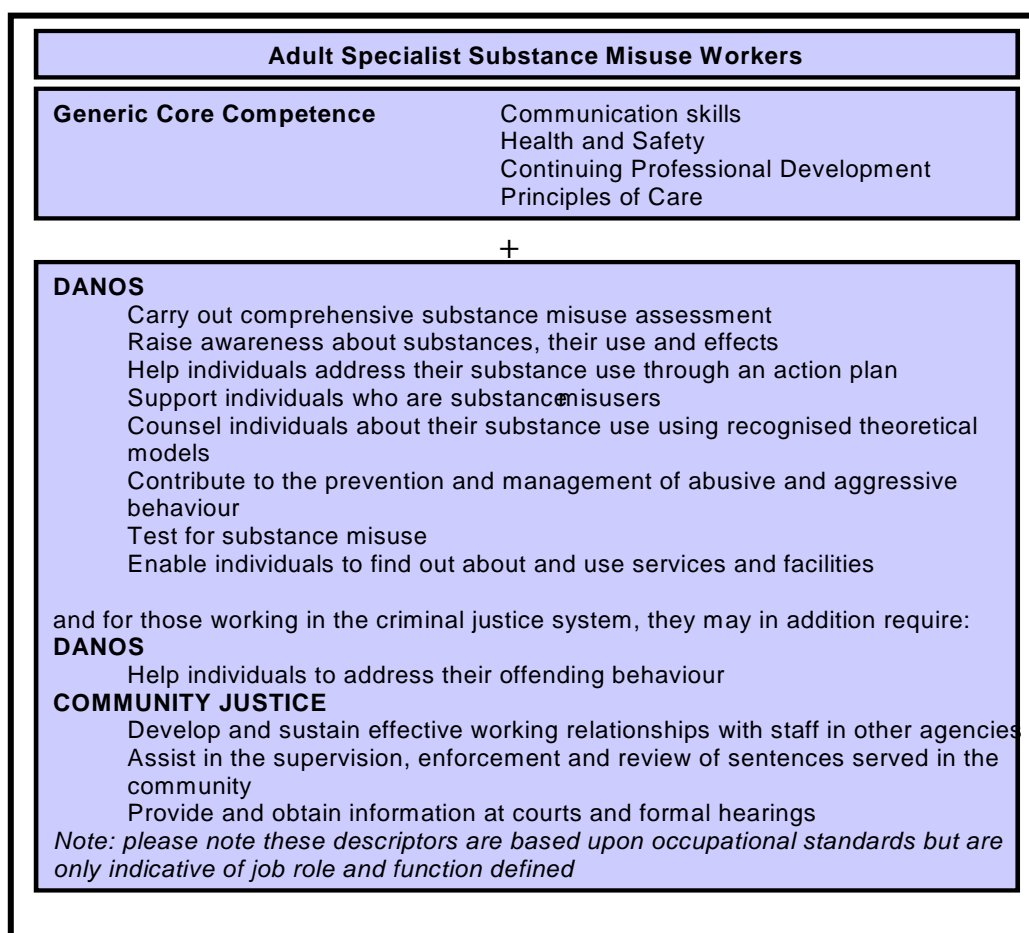 Adult Specialist Substance Misuse Workers
Generic Core Competence Communication skills
Health and Safety
Continuing Professional Development
Principles of Care
+
DANOS
Carry out comprehensive substance misuse assessment
Raise awareness about substances, their use and effects
Help individuals address their substance use through an action plan
Support individuals who are substance misusers
Counsel individuals about their substance use using recognised theoretical
models
Contribute to the prevention and management of abusive and aggressive
behaviour
Test for substance misuse
Enable individuals to find out about and use services and facilities
and for those working in the criminal justice system, they may in addition require:
DANOS
Help individuals to address their offending behaviour
COMMUNITY JUSTICE
Develop and sustain effective working relationships with staff in other agencies
Assist in the supervision, enforcement and review of sentences served in the
community
Provide and obtain information at courts and formal hearings
Note: please note these descriptors are based upon occupational standards but are
only indicative of job role and function defined